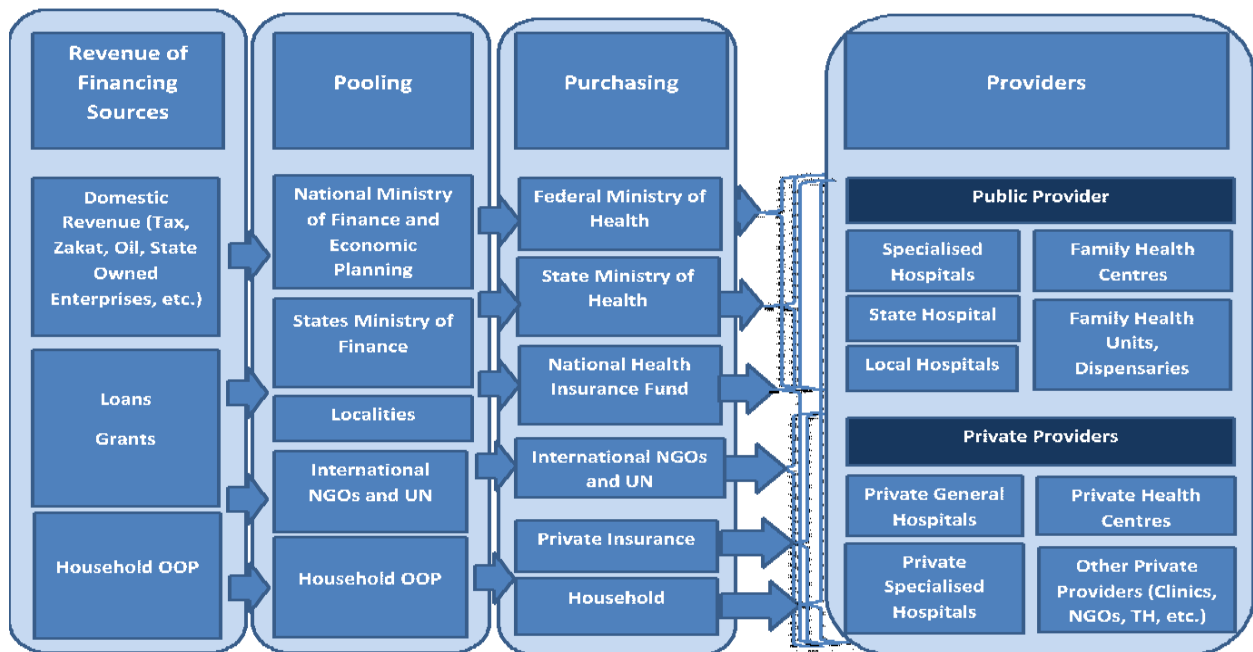 Revenue of
Financing
Sources
Domestic
Revenue (Tax,
Zakat, Oil, State
Owned
Enterprises, etc.)
Loans
Grants
Household OOP
Pooling
National Ministry
of Finance and
Economic
Planning
States Ministry of
Finance
Localities
International
NGOs and UN
Household OOP
Purchasing
Federal Ministry of
Health
State Ministry of
Health
National Health
Insurance Fund
International NGOs
and UN
Private Insurance
Household
Providers
Public Provider
Specialised
Hospitals
Family Health
Centres
State Hospital
Local Hospitals
Family Health
Units,
Dispensaries
Private Providers
Private General
Hospitals
Private Health
Centres
Private
Specialised
Hospitals
Other Private
Providers (Clinics,
NGOs, TH, etc.)